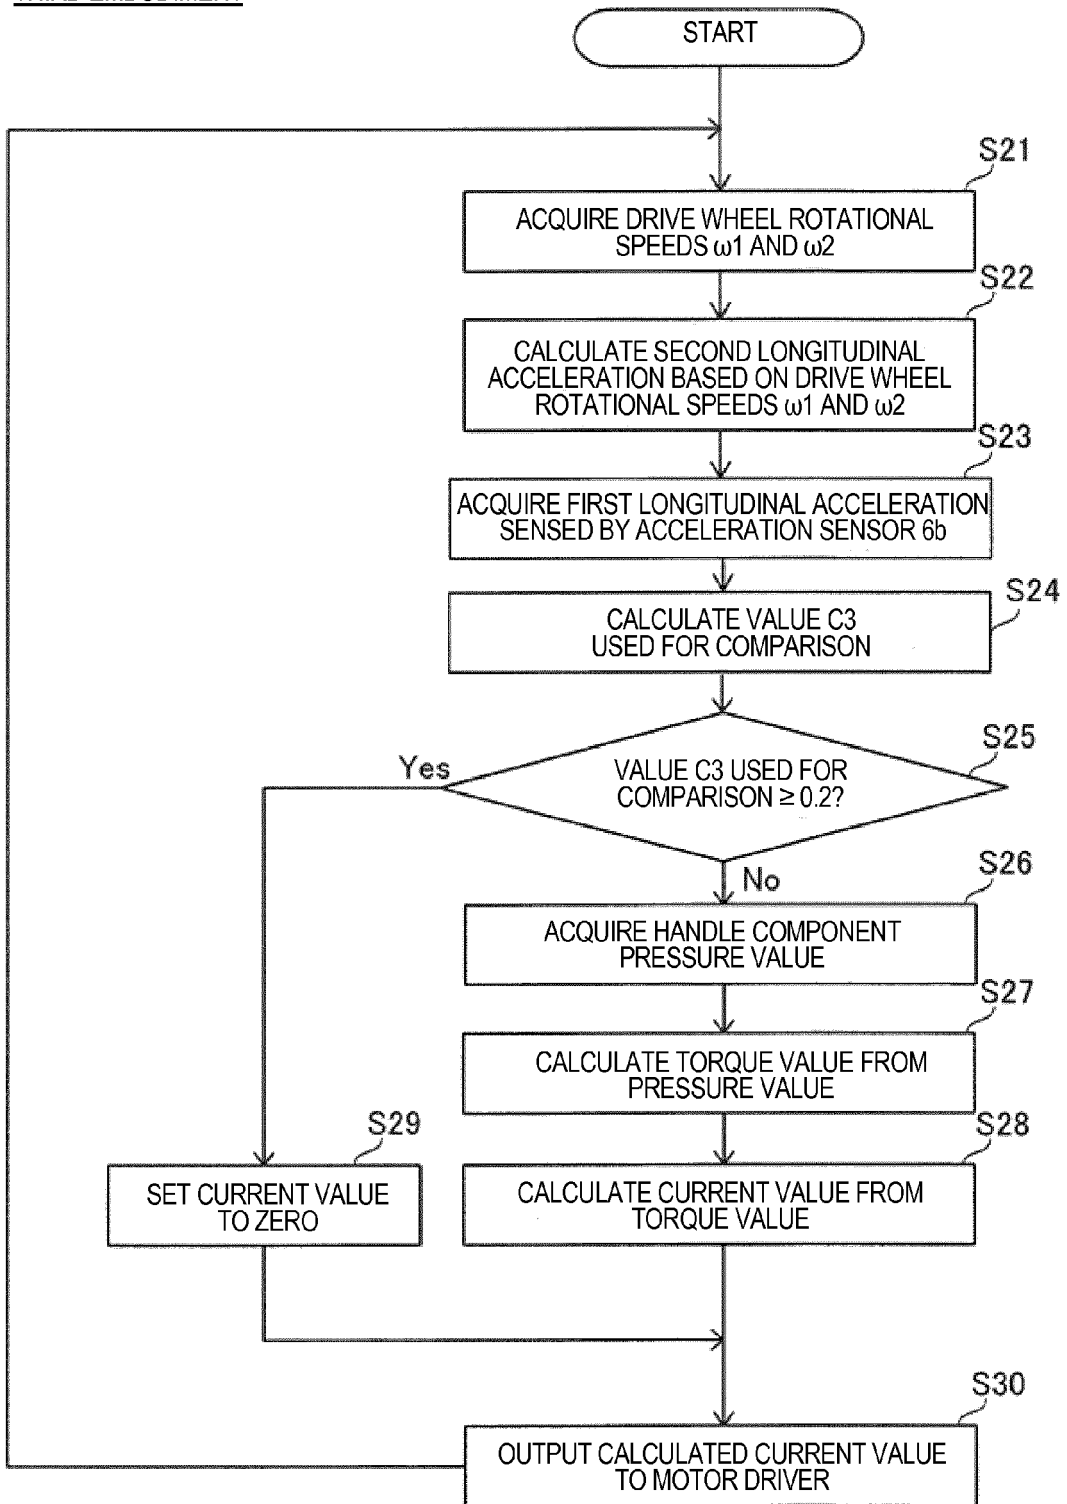 START
S21
ACQUIRE DRIVE WHEEL ROTATIONAL
SPEEDS ω1 AND ω2
S22
CALCULATE SECOND LONGITUDINAL
ACCELERATION BASED ON DRIVE WHEEL
ROTATIONAL SPEEDS ω1 AND ω2
S23
ACQUIRE FIRST LONGITUDINAL ACCELERATION
SENSED BY ACCELERATION SENSOR 6b
S24
CALCULATE VALUE C3
USED FOR COMPARISON
S25
Yes
VALUE C3 USED FOR
COMPARISON ≥ 0.2?
No
S26
ACQUIRE HANDLE COMPONENT
PRESSURE VALUE
S27
CALCULATE TORQUE VALUE FROM
PRESSURE VALUE
S29
SET CURRENT VALUE
TO ZERO
S28
CALCULATE CURRENT VALUE FROM
TORQUE VALUE
S30
OUTPUT CALCULATED CURRENT VALUE
TO MOTOR DRIVER